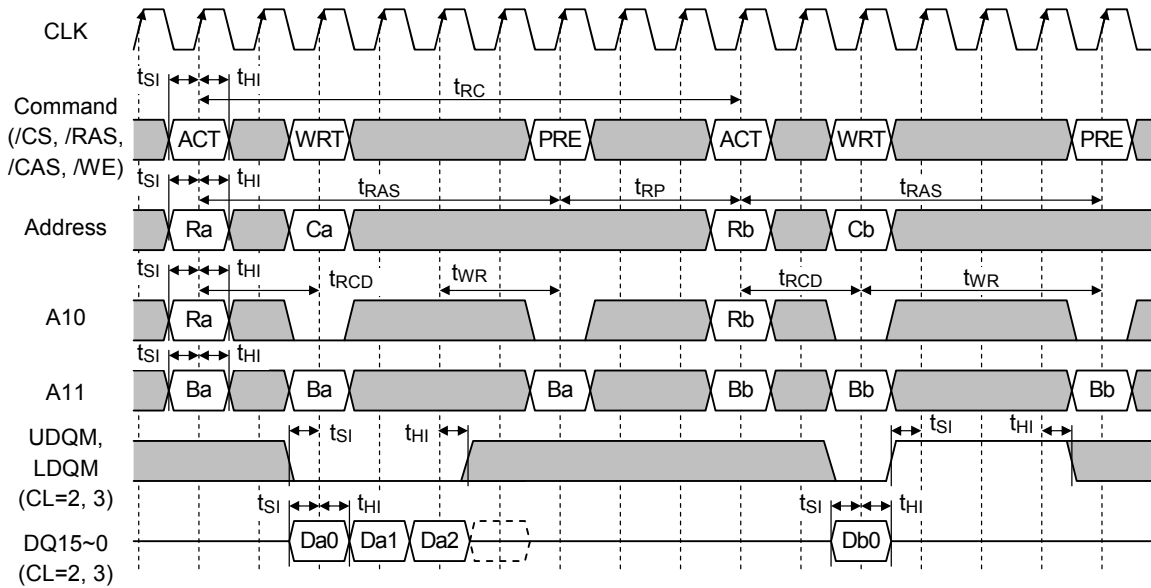 CLK
tSI tHI tRC
Command
(/CS, /RAS,
/CAS, /WE)
ACT WRT PRE ACT WRT PRE
tSI tHI tRAS tRP tRAS
Address Ra Ca Rb Cb
tSI tHI tRCD tWR tRCD tWR
A10 Ra Rb
tSI tHI
A11 Ba Ba Ba Bb Bb Bb
UDQM,
LDQM
(CL=2, 3)
tSI tHI tSI tHI
tSI tHI tSI tHI
DQ15~0
(CL=2, 3)
Da0 Da1 Da2 Db0